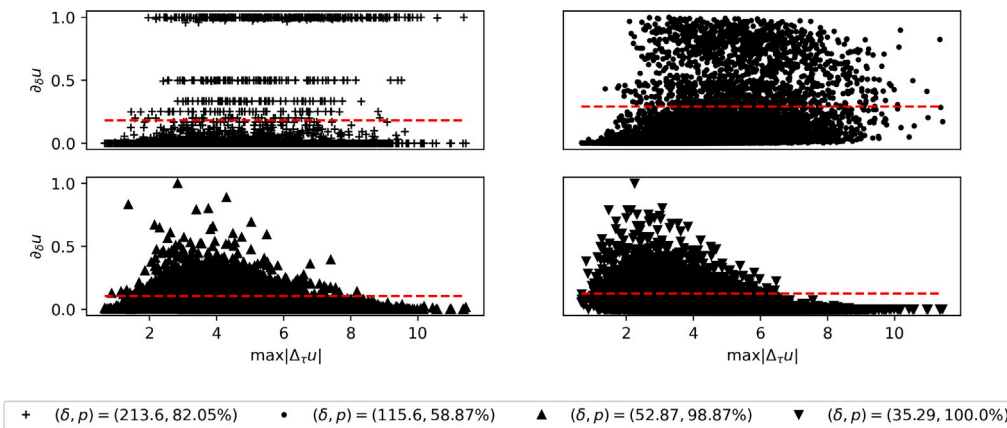 1.0
0.5
0.0
∂δu
1.0
0.5
0.0
∂δu
2 4 6 8 10
2 4 6 8 10
max|Δτu|
max|Δτu|
(δ, p) = (213.6, 82.05%) (δ, p) = (115.6, 58.87%) (δ, p) = (52.87, 98.87%) (δ, p) = (35.29, 100.0%)